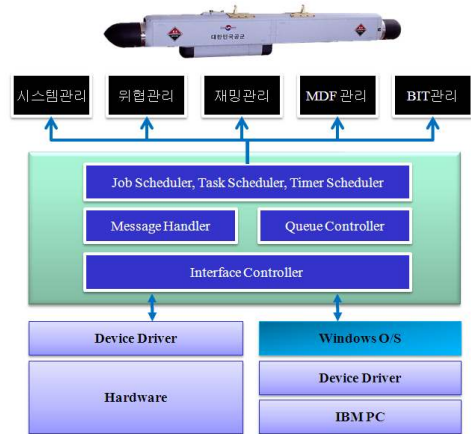 대한민국공군
시스템관리 위협관리 재밍관리 MDF 관리 BIT관리
Job Scheduler, Task Scheduler, Timer Scheduler
Message Handler Queue Controller
Interface Controller
Device Driver Windows O/S
Hardware Device Driver
IBM PC